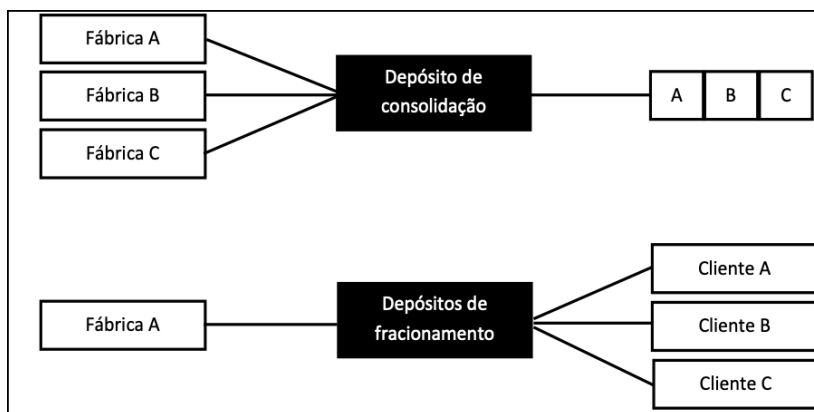 Fábrica A
Fábrica B
Fábrica C
Depósito de
consolidação
A
B
C
Fábrica A
Depósitos de
fracionamento
Cliente A
Cliente B
Cliente C